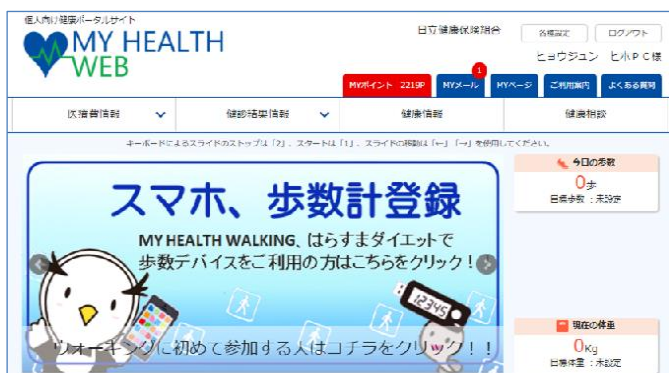 個人向け健康ポータルサイト
MY HEALTH
WEB
日立健康保険組合
各種設定
ログアウト
ヒョウジュン ヒホPC様
1
MYポイント 2219P
MYメール
MYページ
ご利用案内
よくある質問
医療費情報
健診結果情報
健康情報
健康相談
キーボードによるスライドのストップは「2」、スタートは「1」、スライドの移動は「←」「→」を使用してください。
スマホ、歩数計登録
MY HEALTH WALKING、はらすまダイエットで
歩数デバイスをご利用の方はこちらをクリック！
12345
ウォーキングに初めて参加する人はコチラをクリック！！
今日の歩数
0歩
目標歩数：未設定
現在の体重
0Kg
目標体重：未設定